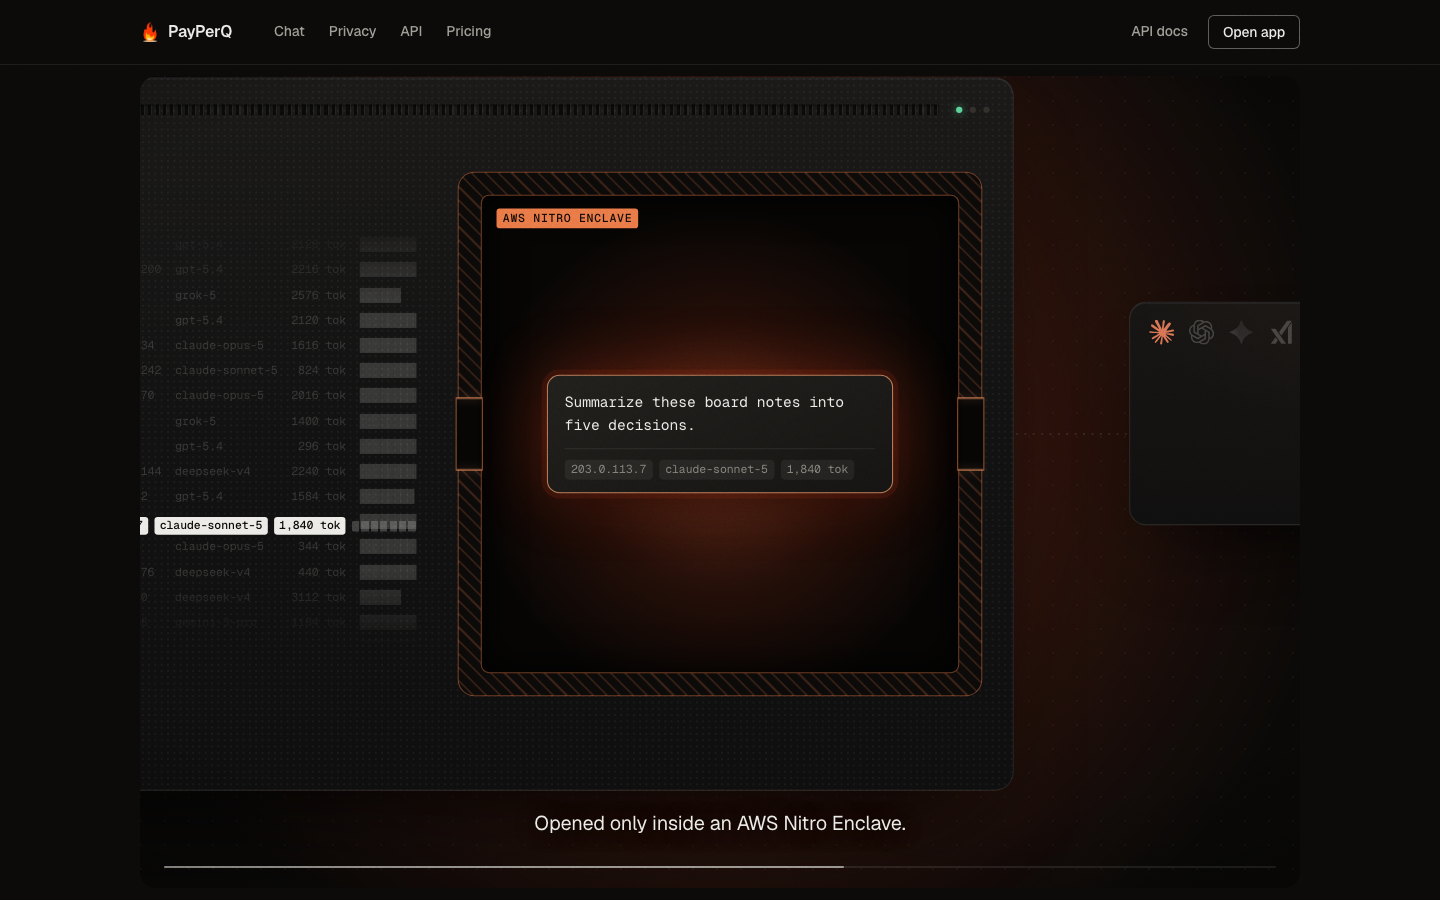 PayPerQ
Chat
Privacy
API
Pricing
API docs
Open app
AWS NITRO ENCLAVE
200 gpt-5.4 2216 tok
grok-5 2576 tok
gpt-5.4 2120 tok
34 claude-opus-5 1616 tok
242 claude-sonnet-5 824 tok
70 claude-opus-5 2016 tok
grok-5 1400 tok
gpt-5.4 296 tok
144 deepseek-v4 2240 tok
2 gpt-5.4 1584 tok
7 claude-sonnet-5 1,840 tok
claude-opus-5 344 tok
76 deepseek-v4 440 tok
0 deepseek-v4 3112 tok
Summarize these board notes into
five decisions.
203.0.113.7 claude-sonnet-5 1,840 tok
Opened only inside an AWS Nitro Enclave.